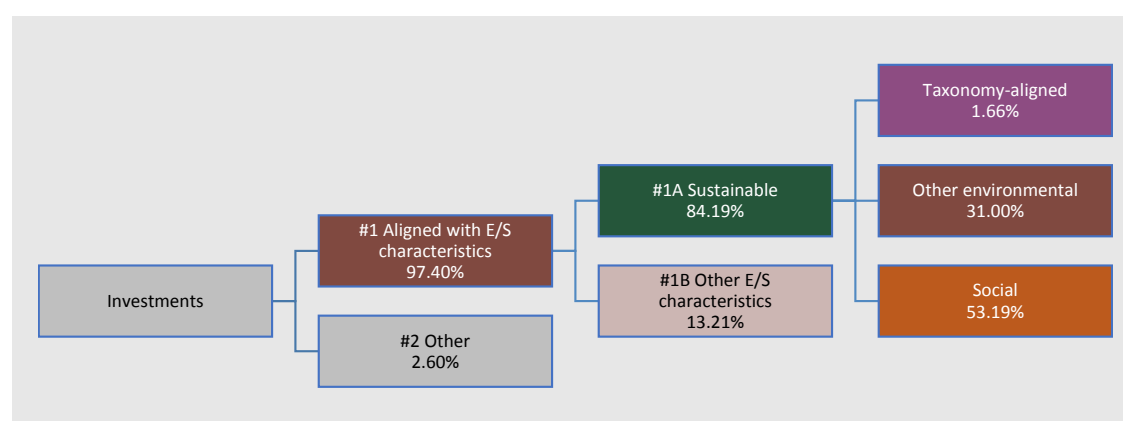 Investments
#1 Aligned with E/S
characteristics
97.40%
#2 Other
2.60%
#1A Sustainable
84.19%
#1B Other E/S
characteristics
13.21%
Taxonomy-aligned
1.66%
Other environmental
31.00%
Social
53.19%